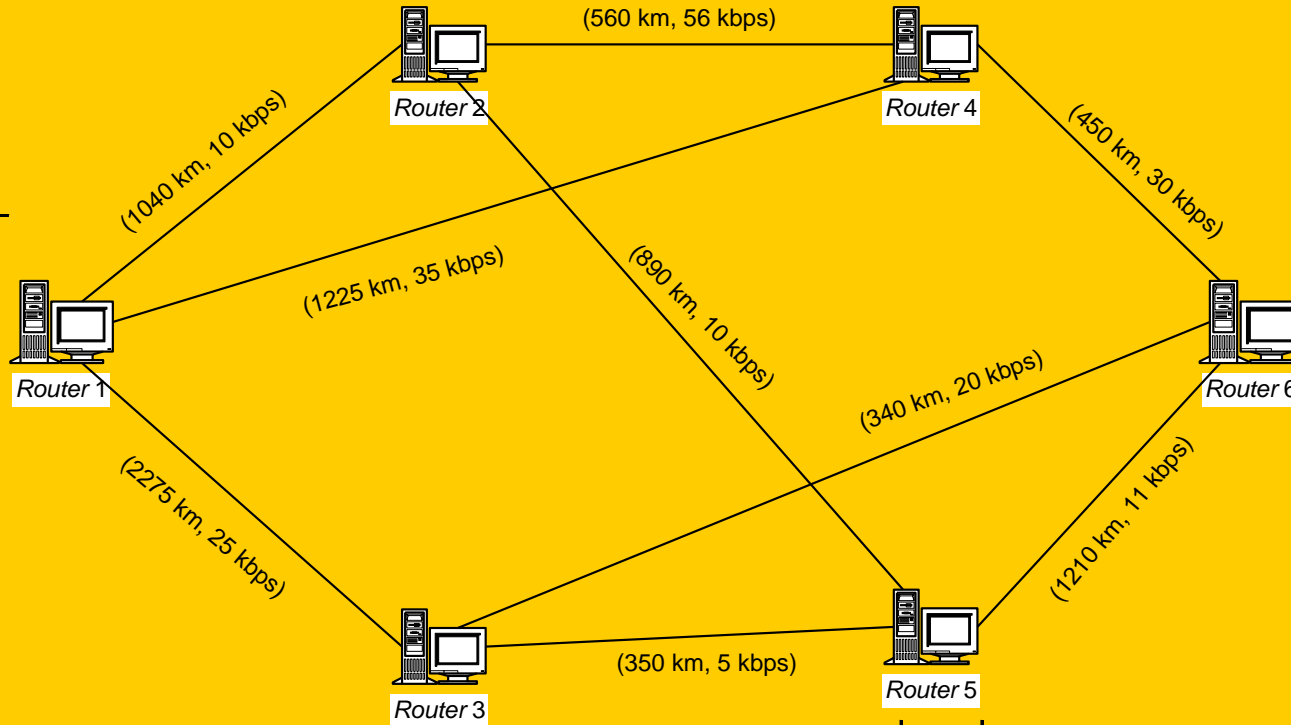 (560 km, 56 kbps)
Router 2
Router 4
(1040 km, 10 kbps)
(450 km, 30 kbps)
(1225 km, 35 kbps)
(890 km, 10 kbps)
Router 1
(340 km, 20 kbps)
Router 6
(2275 km, 25 kbps)
(1210 km, 11 kbps)
(350 km, 5 kbps)
Router 5
Router 3